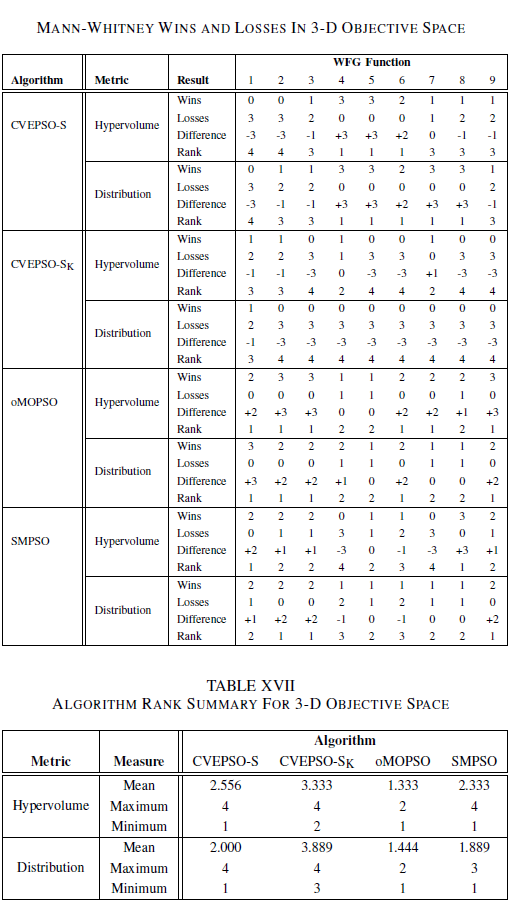 MANN-WHITNEY WINS AND LOSSES IN 3-D OBJECTIVE SPACE
WFG Function
Algorithm Metric Result 1 2 3 4 5 6 7 8 9
Wins 0 0 1 3 3 2 1 1 1
CVEPSO-S Hypervolume Losses 3 3 2 0 0 0 1 2 2
Difference -3 -3 -1 +3 +3 +2 0 -1 -1
Rank 4 4 3 1 1 1 3 3 3
Wins 0 1 1 3 3 2 3 3 1
Distribution Losses 3 2 2 0 0 0 0 0 2
Difference -3 -1 -1 +3 +3 +2 +3 +3 -1
Rank 4 3 3 1 1 1 1 1 3
Wins 1 1 0 1 0 0 1 0 0
CVEPSO-SK Hypervolume Losses 2 2 3 1 3 3 0 3 3
Difference -1 -1 -3 0 -3 -3 +1 -3 -3
Rank 3 3 4 2 4 4 2 4 4
Wins 1 0 0 0 0 0 0 0 0
Distribution Losses 2 3 3 3 3 3 3 3 3
Difference -1 -3 -3 -3 -3 -3 -3 -3 -3
Rank 3 4 4 4 4 4 4 4 4
Wins 2 3 3 1 1 2 2 2 3
oMOPSO Hypervolume Losses 0 0 0 1 1 0 0 1 0
Difference +2 +3 +3 0 0 +2 +2 +1 +3
Rank 1 1 1 2 2 1 1 2 1
Wins 3 2 2 2 1 2 1 1 2
Distribution Losses 0 0 0 1 1 0 1 1 0
Difference +3 +2 +2 +1 0 +2 0 0 +2
Rank 1 1 1 2 2 1 2 2 1
Wins 2 2 2 0 1 1 0 3 2
SMPSO Hypervolume Losses 0 1 1 3 1 2 3 0 1
Difference +2 +1 +1 -3 0 -1 -3 +3 +1
Rank 1 2 2 4 2 3 4 1 2
Wins 2 2 2 1 1 1 1 1 2
Distribution Losses 1 0 0 2 1 2 1 1 0
Difference +1 +2 +2 -1 0 -1 0 0 +2
Rank 2 1 1 3 2 3 2 2 1
TABLE XVII
ALGORITHM RANK SUMMARY FOR 3-D OBJECTIVE SPACE
Algorithm
Metric Measure CVEPSO-S CVEPSO-SK oMOPSO SMPSO
Mean 2.556 3.333 1.333 2.333
Hypervolume Maximum 4 4 2 4
Minimum 1 2 1 1
Mean 2.000 3.889 1.444 1.889
Distribution Maximum 4 4 2 3
Minimum 1 3 1 1